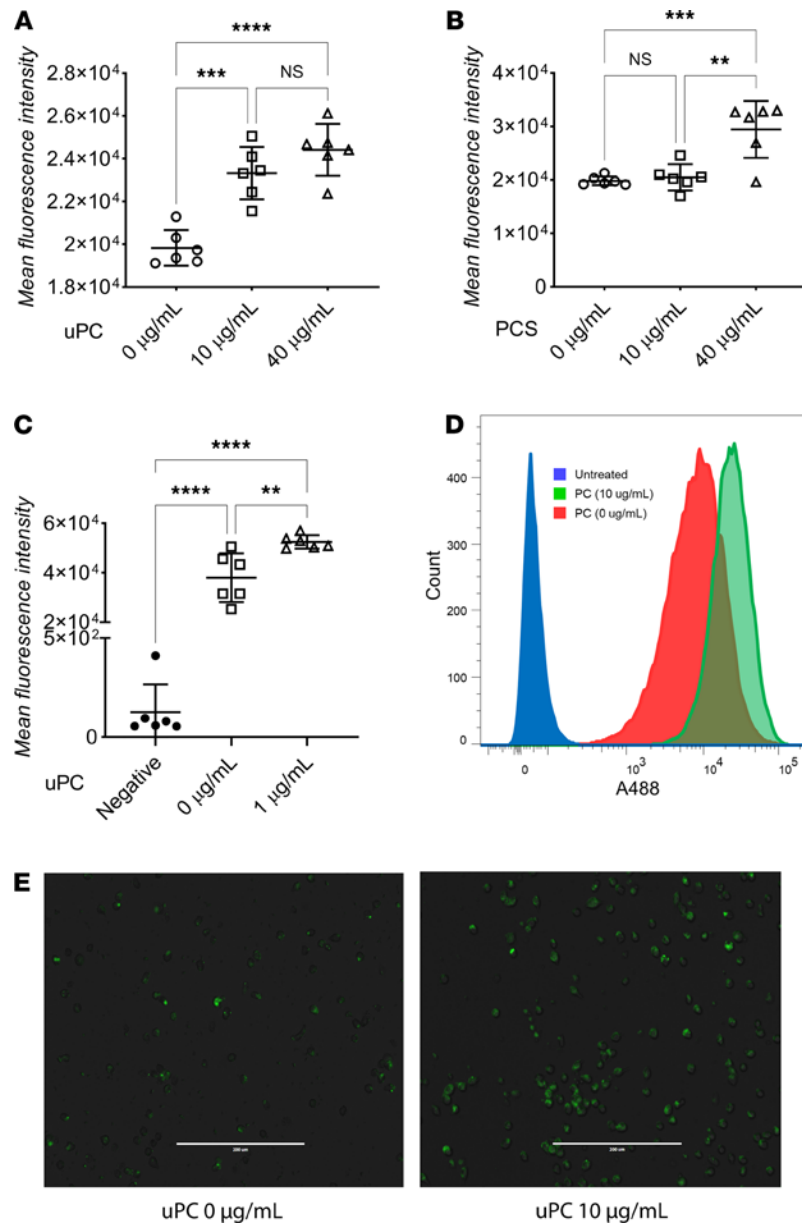 A
****
***
NS
Mean fluorescence intensity
2.8×10⁴
2.6×10⁴
2.4×10⁴
2.2×10⁴
2×10⁴
1.8×10⁴
uPC
0 µg/mL
10 µg/mL
40 µg/mL
B
***
NS
**
Mean fluorescence intensity
4×10⁴
3×10⁴
2×10⁴
1×10⁴
0
PCS
0 µg/mL
10 µg/mL
40 µg/mL
C
****
****
**
Mean fluorescence intensity
6×10⁴
4×10⁴
2×10⁴
5×10²
0
uPC
Negative
0 µg/mL
1 µg/mL
D
Untreated
PC (10 ug/mL)
PC (0 ug/mL)
Count
400
300
200
100
0
0
10³
10⁴
10⁵
A488
E
200 um
200 um
uPC 0 µg/mL
uPC 10 µg/mL